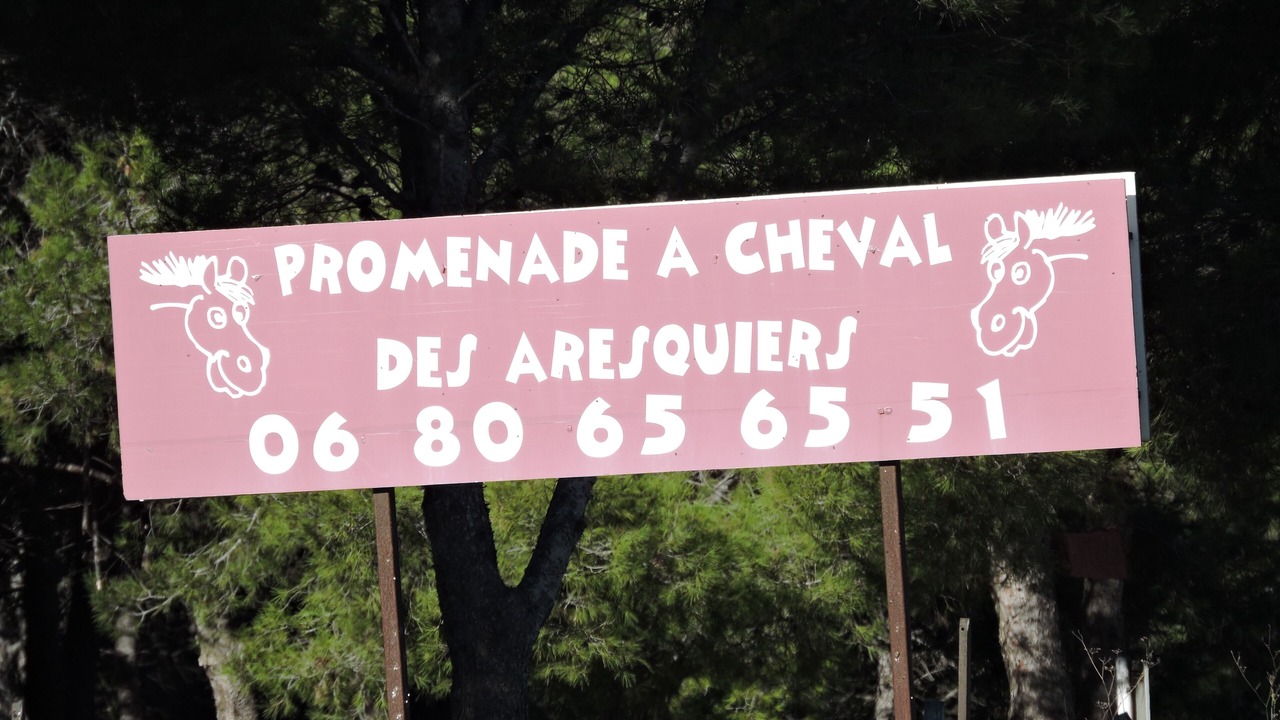 PROMENADE A CHEVAL
DES ARESQUIERS
06 80 65 65 51